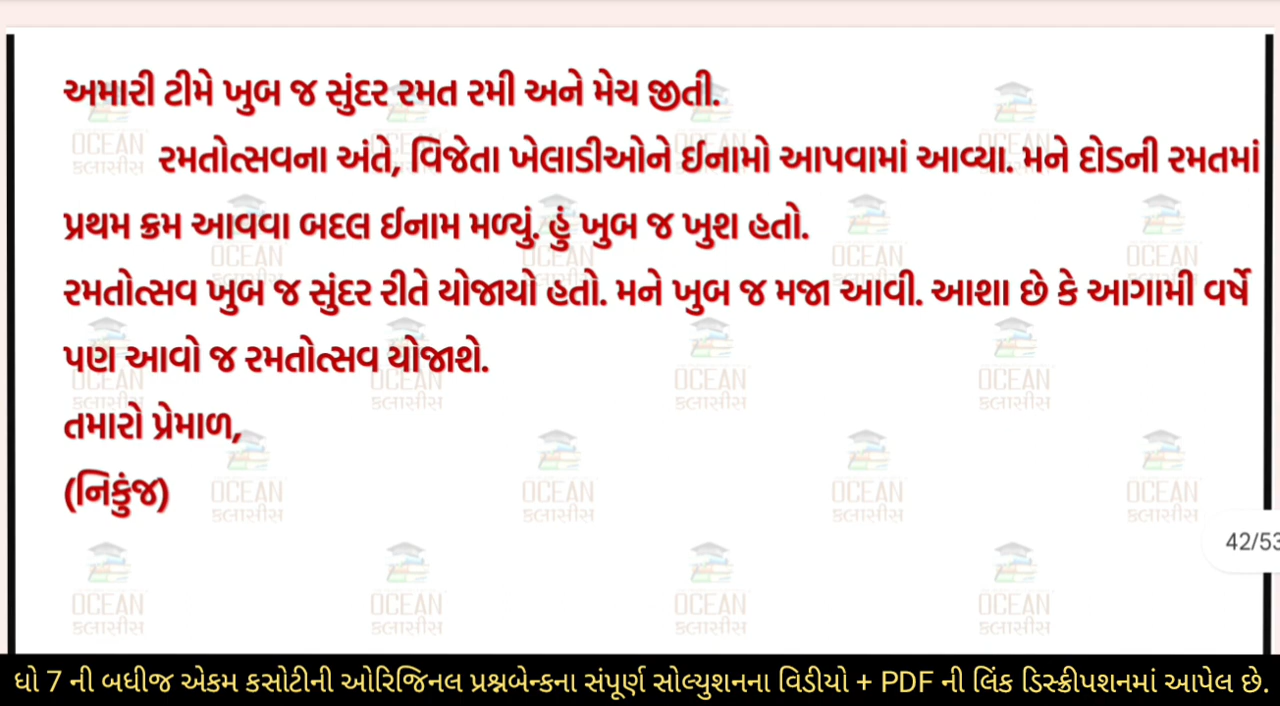 અમારી ટીમે ખુબ જ સુંદર રમત રમી અને મેચ જીતી.
રમતોત્સવના અંતે, વિજેતા ખેલાડીઓને ઈનામો આપવામાં આવ્યા. મને દોડની રમતમાં
પ્રથમ ક્રમ આવવા બદલ ઈનામ મળ્યું. હું ખુબ જ ખુશ હતો.
રમતોત્સવ ખુબ જ સુંદર રીતે યોજાયો હતો. મને ખુબ જ મજા આવી. આશા છે કે આગામી વર્ષે
પણ આવો જ રમતોત્સવ યોજાશે.
તમારો પ્રેમાળ,
(નિકુંજ)
OCEAN
ક્લાસીસ
42/53
ધો 7 ની બધીજ એકમ કસોટીની ઓરિજિનલ પ્રશ્નબેન્કના સંપૂર્ણ સોલ્યુશનના વિડીયો + PDF ની લિંક ડિસ્ક્રીપશનમાં આપેલ છે.